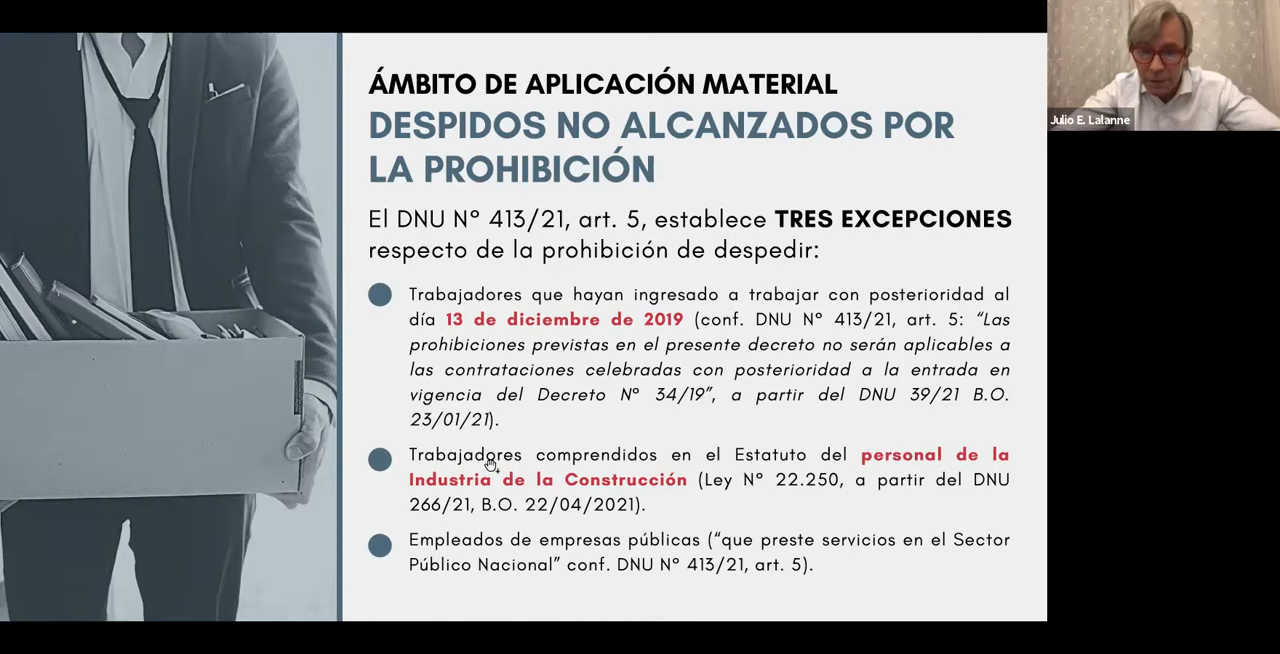 ÁMBITO DE APLICACIÓN MATERIAL
DESPIDOS NO ALCANZADOS POR
LA PROHIBICIÓN
El DNU N° 413/21, art. 5, establece TRES EXCEPCIONES
respecto de la prohibición de despedir:
Trabajadores que hayan ingresado a trabajar con posterioridad al
día 13 de diciembre de 2019 (conf. DNU N° 413/21, art. 5: “Las
prohibiciones previstas en el presente decreto no serán aplicables a
las contrataciones celebradas con posterioridad a la entrada en
vigencia del Decreto N° 34/19”, a partir del DNU 39/21 B.O.
23/01/21).
Trabajadores comprendidos en el Estatuto del personal de la
Industria de la Construcción (Ley N° 22.250, a partir del DNU
266/21, B.O. 22/04/2021).
Empleados de empresas públicas (“que preste servicios en el Sector
Público Nacional” conf. DNU N° 413/21, art. 5).
Julio E. Lalanne